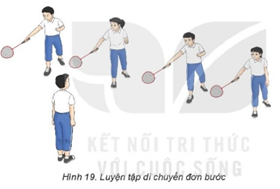 KẾT NỐI TRI THỨC
VỚI CUỘC SỐNG
Hình 19. Luyện tập di chuyển đơn bước